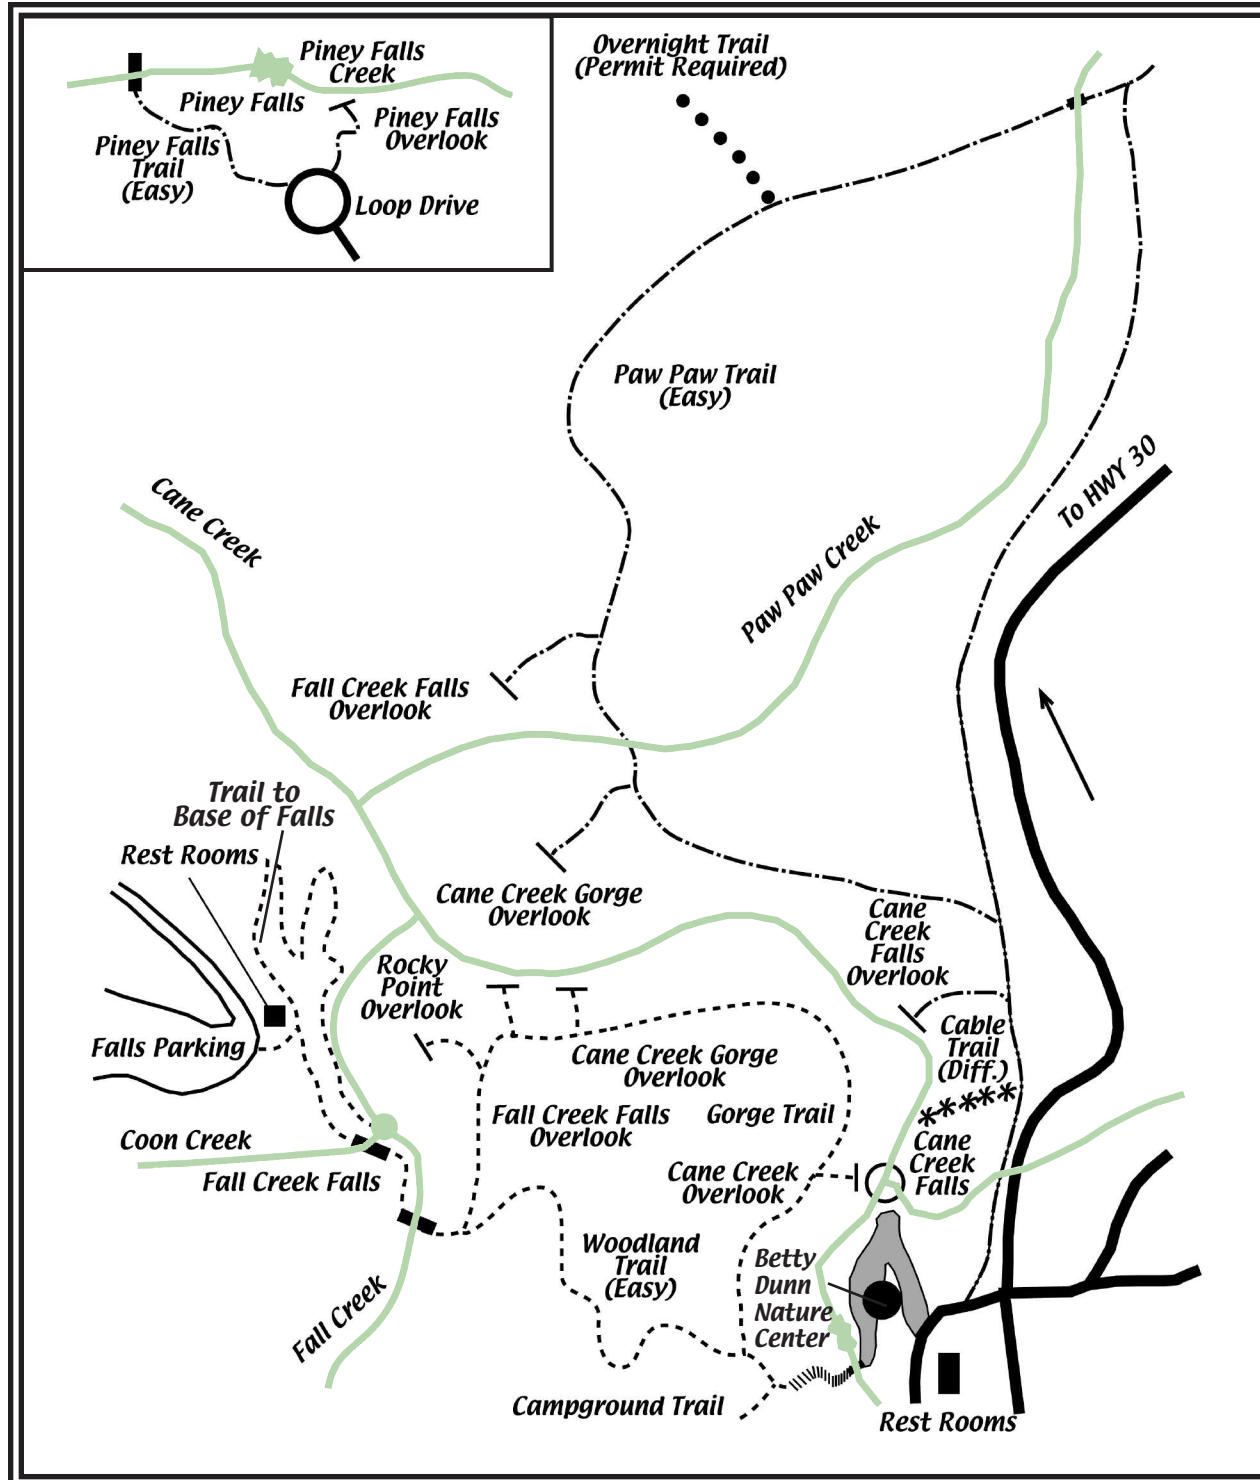 Piney Falls
Creek
Piney Falls
Piney Falls
Overlook
Piney Falls
Trail
(Easy)
Loop Drive
Overnight Trail
(Permit Required)
Paw Paw Trail
(Easy)
To HWY 30
Cane Creek
Paw Paw Creek
Fall Creek Falls
Overlook
Trail to
Base of Falls
Rest Rooms
Cane Creek Gorge
Overlook
Cane
Creek
Falls
Overlook
Rocky
Point
Overlook
Falls Parking
Cable
Trail
(Diff.)
Cane Creek Gorge
Overlook
Fall Creek Falls
Overlook
Gorge Trail
Coon Creek
Fall Creek Falls
Cane Creek
Overlook
Cane
Creek
Falls
Woodland
Trail
(Easy)
Betty
Dunn
Nature
Center
Fall Creek
Campground Trail
Rest Rooms